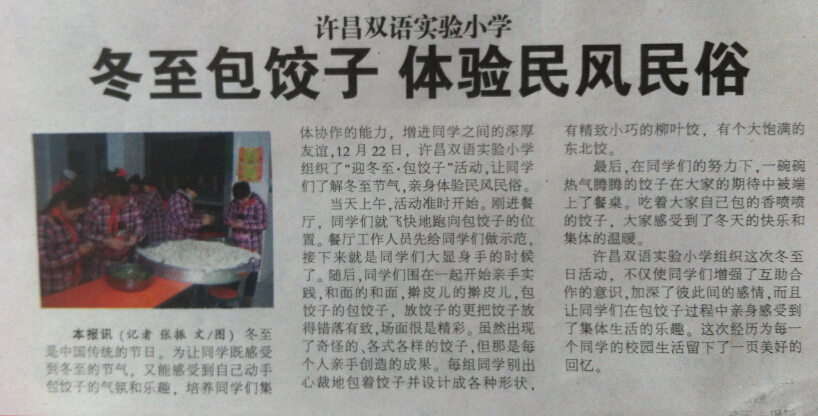 许昌双语实验小学
冬至包饺子 体验民风民俗
本报讯（记者 张振 文/图）冬至
是中国传统的节日。为让同学既感受
到冬至的节气，又能感受到自己动手
包饺子的气氛和乐趣，培养同学们集
体协作的能力，增进同学之间的深厚
友谊,12月22日，许昌双语实验小学
组织了“迎冬至·包饺子”活动,让同学
们了解冬至节气,亲身体验民风民俗。
当天上午,活动准时开始。刚进餐
厅，同学们就飞快地跑向包饺子的位
置。餐厅工作人员先给同学们做示范，
接下来就是同学们大显身手的时候
了。随后,同学们围在一起开始亲手实
践,和面的和面,擀皮儿的擀皮儿,包
饺子的包饺子，放饺子的更把饺子放
得错落有致,场面很是精彩。虽然出现
了奇怪的、各式各样的饺子,但那是每
个人亲手创造的成果。每组同学别出
心裁地包着饺子并设计成各种形状，
有精致小巧的柳叶饺，有个大饱满的
东北饺。
最后,在同学们的努力下,一碗碗
热气腾腾的饺子在大家的期待中被端
上了餐桌。吃着大家自己包的香喷喷
的饺子，大家感受到了冬天的快乐和
集体的温暖。
许昌双语实验小学组织这次冬至
日活动，不仅使同学们增强了互助合
作的意识,加深了彼此间的感情,而且
让同学们在包饺子过程中亲身感受到
了集体生活的乐趣。这次经历为每一
个同学的校园生活留下了一页美好的
回忆。